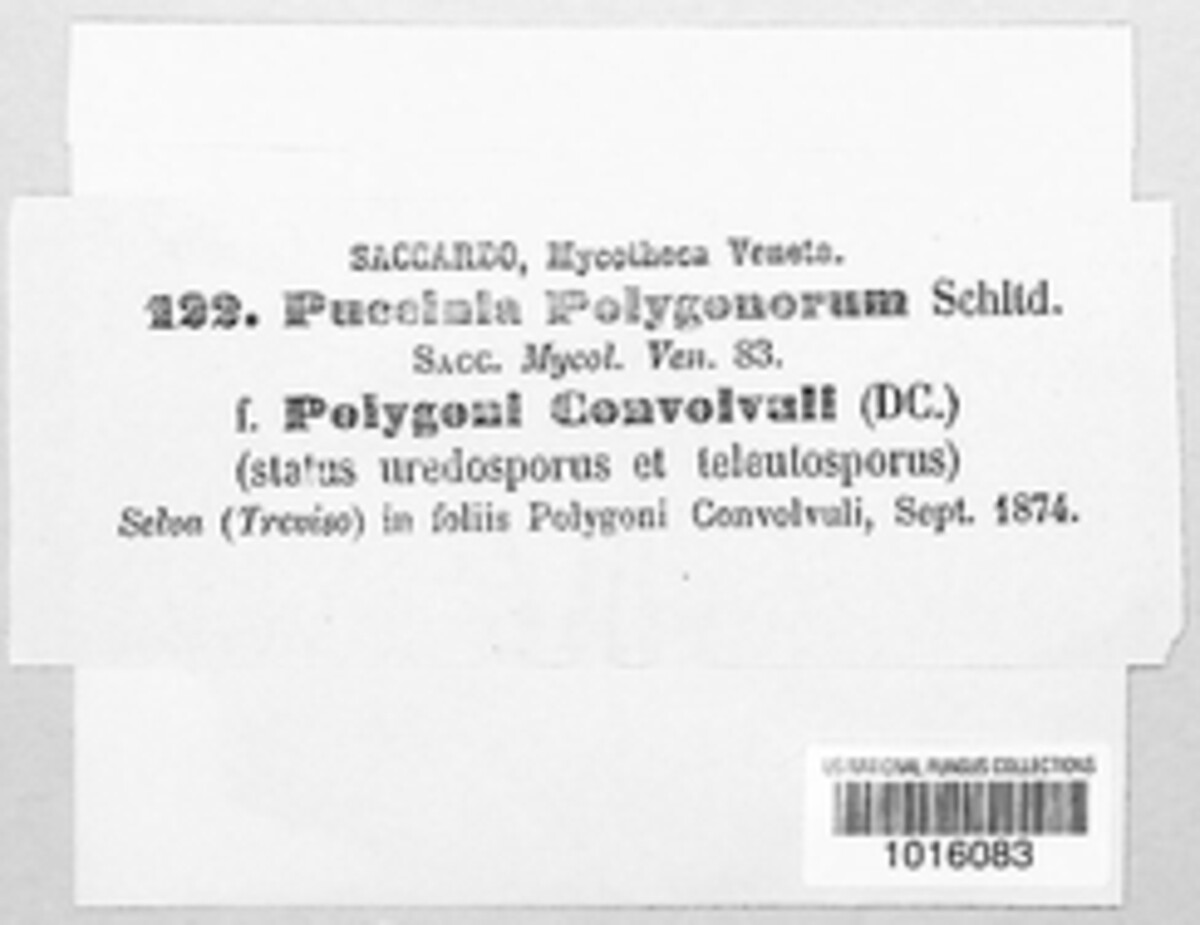 SACCARDO, Mycotheca Veneta.
122. Puccinia Polygonorum Schltd.
SACC. Mycol. Ven. 83.
f. Polygoni Convolvuli (DC.)
(status uredosporus et teleutosporus)
Selva (Treviso) in foliis Polygoni Convolvuli, Sept. 1874.
US NATIONAL FUNGUS COLLECTIONS
1016083